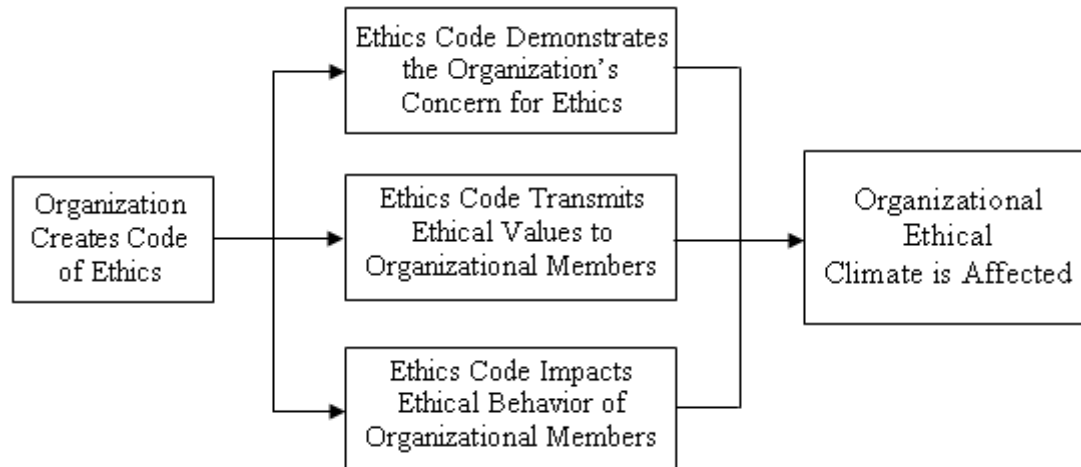 Ethics Code Demonstrates
the Organization's
Concern for Ethics
Organization
Creates Code
of Ethics
Ethics Code Transmits
Ethical Values to
Organizational Members
Ethics Code Impacts
Ethical Behavior of
Organizational Members
Organizational
Ethical
Climate is Affected